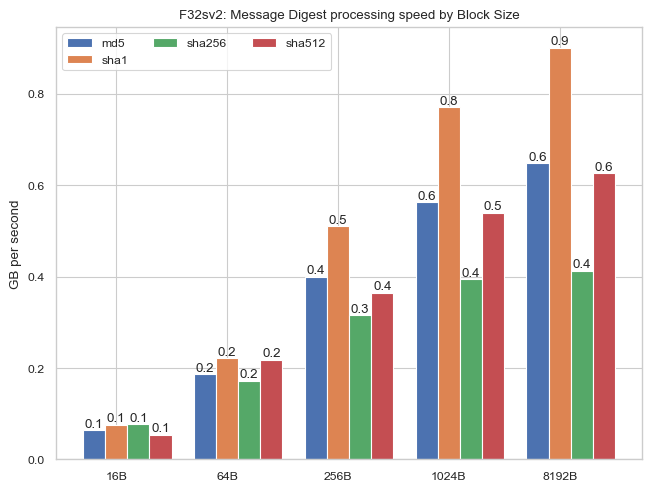 F32sv2: Message Digest processing speed by Block Size
md5 sha256 sha512
sha1
GB per second
0.8
0.6
0.4
0.2
0.0
0.1 0.1 0.1 0.1
0.2 0.2 0.2 0.2
0.4 0.5 0.3 0.4
0.6 0.8 0.4 0.5
0.6 0.9 0.4 0.6
16B 64B 256B 1024B 8192B